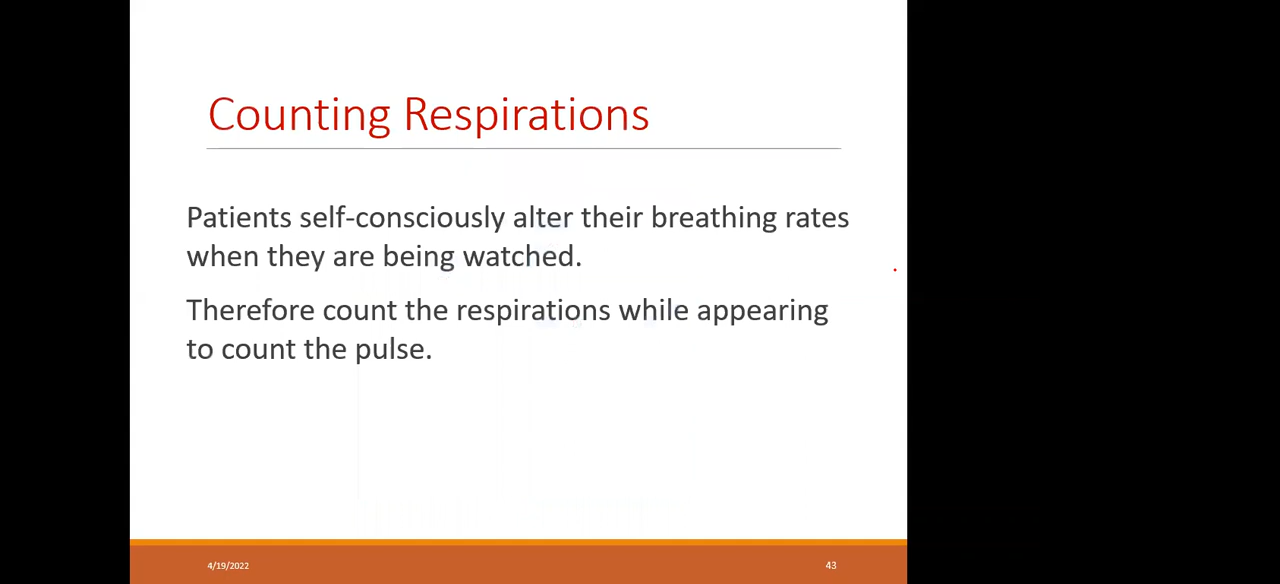 Counting Respirations
Patients self-consciously alter their breathing rates
when they are being watched.
Therefore count the respirations while appearing
to count the pulse.
4/19/2022
43